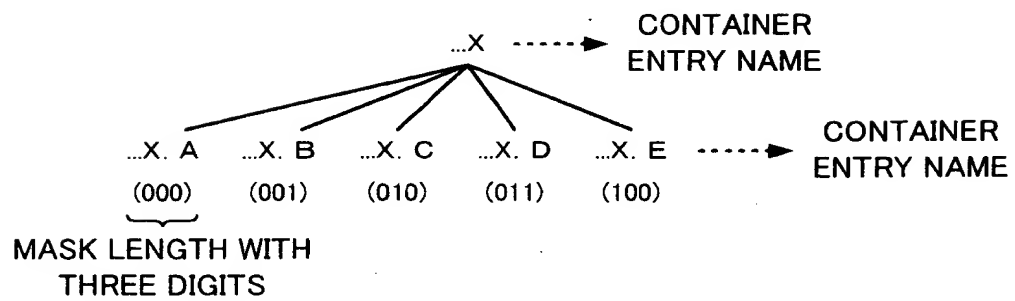 ...X
CONTAINER
ENTRY NAME
...X. A
...X. B
...X. C
...X. D
...X. E
CONTAINER
ENTRY NAME
(000)
(001)
(010)
(011)
(100)
MASK LENGTH WITH
THREE DIGITS